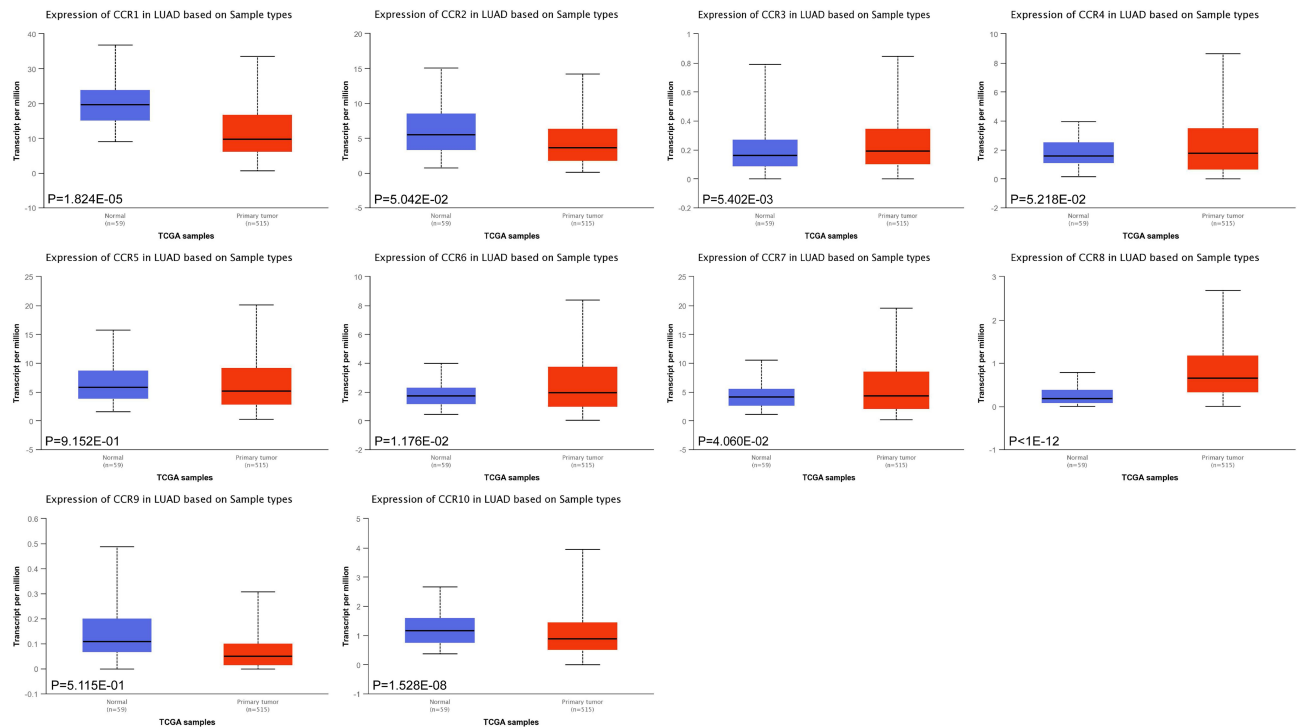 Expression of CCR1 in LUAD based on Sample types
Transcript per million
40
30
20
10
0
-10
P=1.824E-05
Normal
(n=59)
Primary tumor
(n=515)
TCGA samples
Expression of CCR2 in LUAD based on Sample types
Transcript per million
20
15
10
5
0
-5
P=5.042E-02
Normal
(n=59)
Primary tumor
(n=515)
TCGA samples
Expression of CCR3 in LUAD based on Sample types
Transcript per million
1
0.8
0.6
0.4
0.2
0
-0.2
P=5.402E-03
Normal
(n=59)
Primary tumor
(n=515)
TCGA samples
Expression of CCR4 in LUAD based on Sample types
Transcript per million
10
8
6
4
2
0
-2
P=5.218E-02
Normal
(n=59)
Primary tumor
(n=515)
TCGA samples
Expression of CCR5 in LUAD based on Sample types
Transcript per million
25
20
15
10
5
0
-5
P=9.152E-01
Normal
(n=59)
Primary tumor
(n=515)
TCGA samples
Expression of CCR6 in LUAD based on Sample types
Transcript per million
10
8
6
4
2
0
-2
P=1.176E-02
Normal
(n=59)
Primary tumor
(n=515)
TCGA samples
Expression of CCR7 in LUAD based on Sample types
Transcript per million
25
20
15
10
5
0
-5
P=4.060E-02
Normal
(n=59)
Primary tumor
(n=515)
TCGA samples
Expression of CCR8 in LUAD based on Sample types
Transcript per million
3
2
1
0
-1
P<1E-12
Normal
(n=59)
Primary tumor
(n=515)
TCGA samples
Expression of CCR9 in LUAD based on Sample types
Transcript per million
0.6
0.5
0.4
0.3
0.2
0.1
0
-0.1
P=5.115E-01
Normal
(n=59)
Primary tumor
(n=515)
TCGA samples
Expression of CCR10 in LUAD based on Sample types
Transcript per million
5
4
3
2
1
0
-1
P=1.528E-08
Normal
(n=59)
Primary tumor
(n=515)
TCGA samples